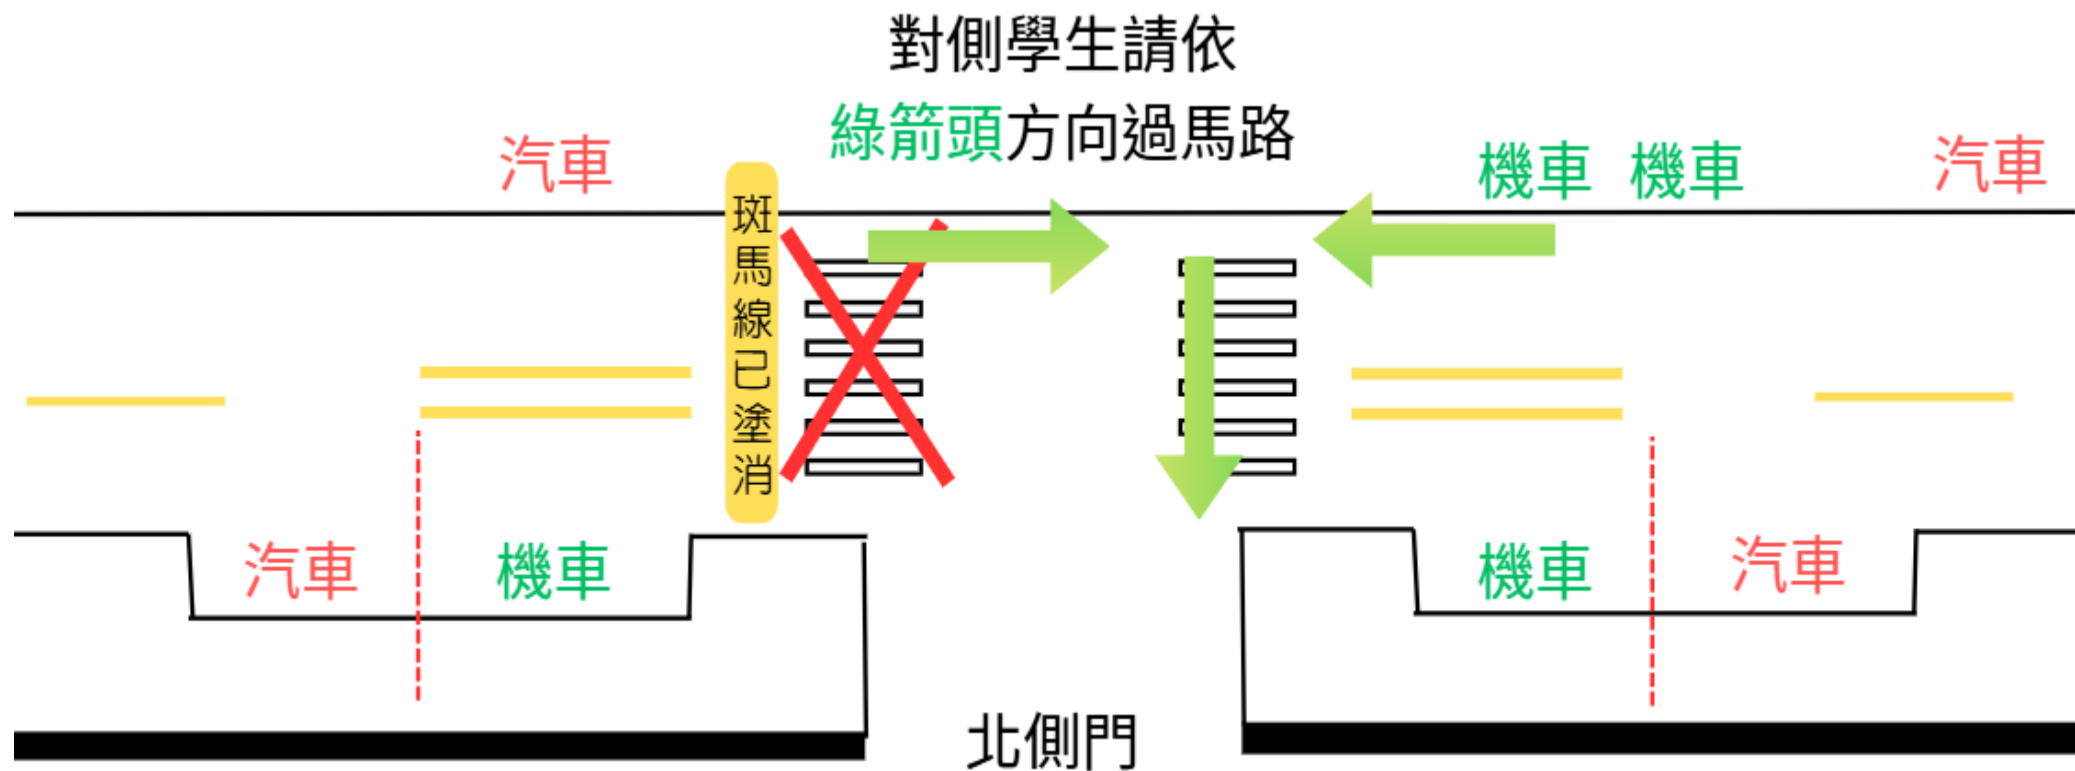 對側學生請依
綠箭頭方向過馬路
汽車
機車 機車
汽車
斑馬線已塗消
汽車
機車
機車
汽車
北側門